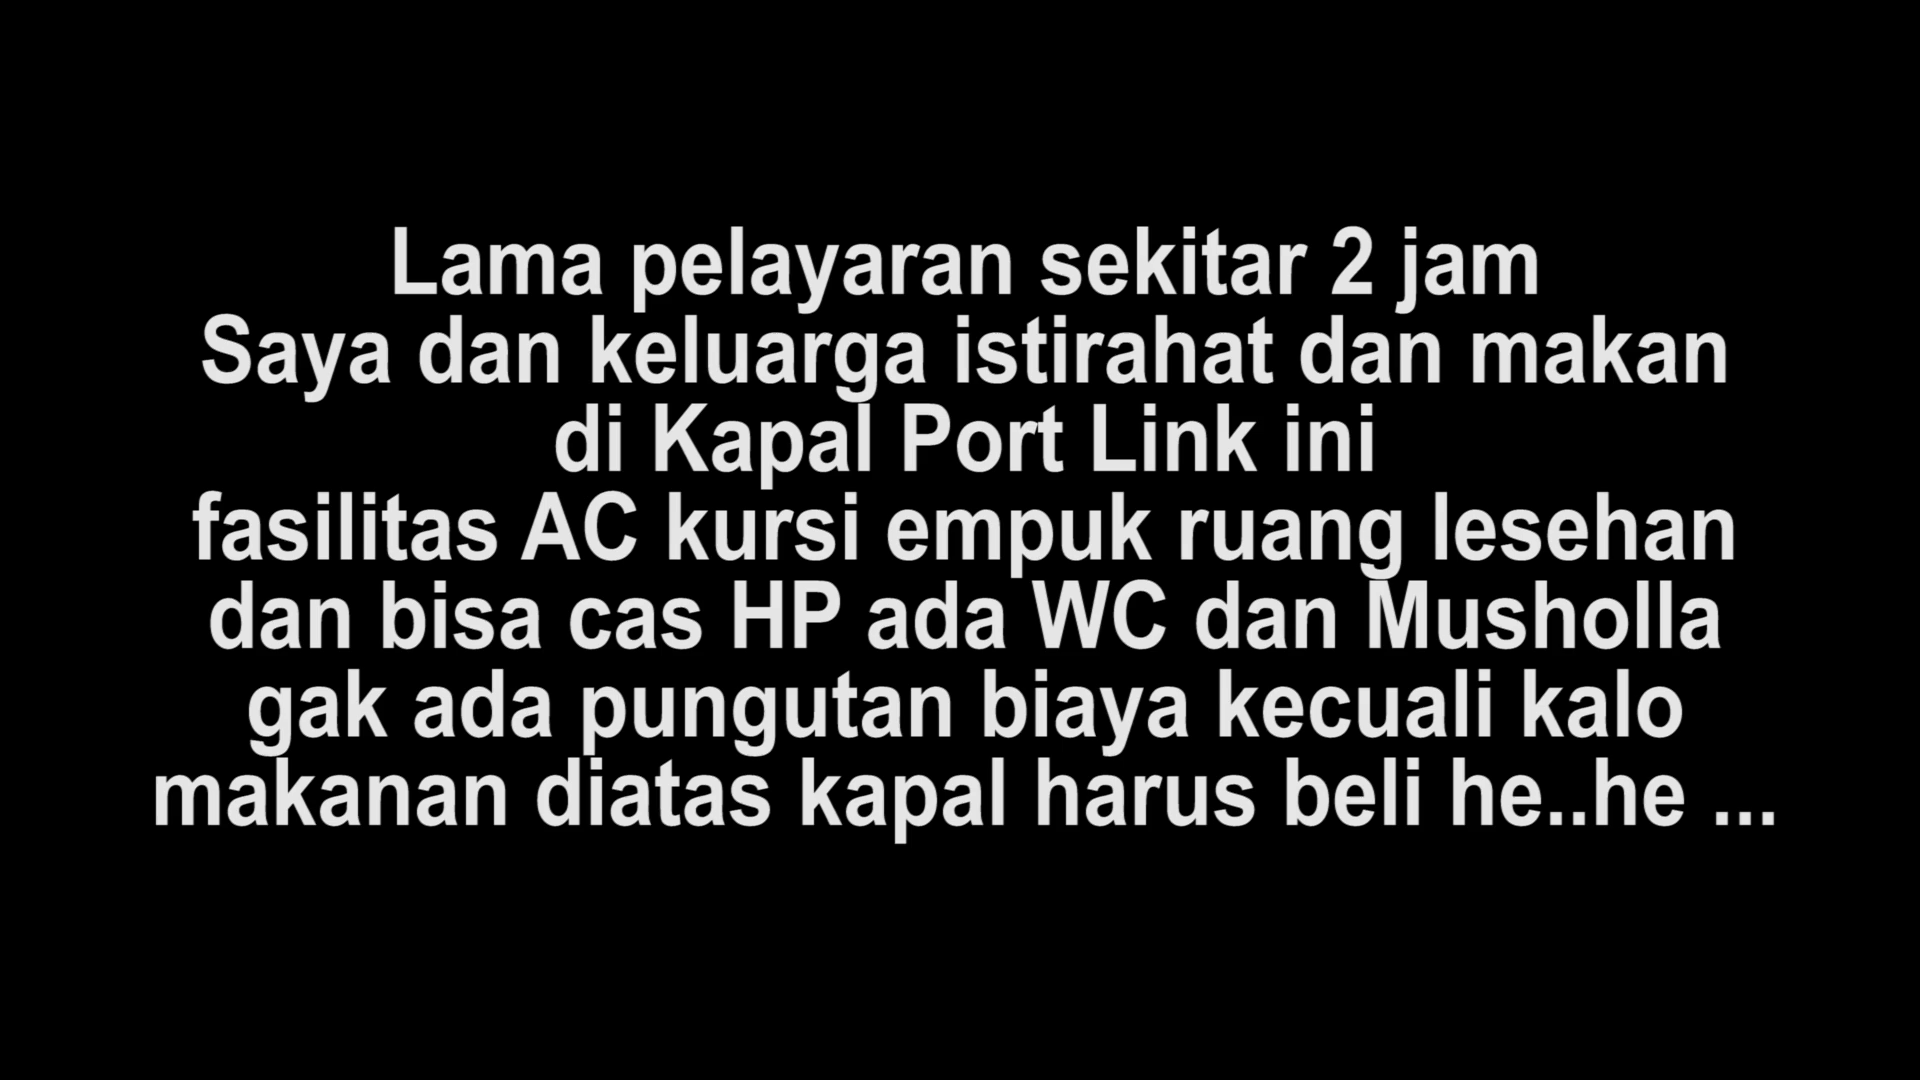 Lama pelayaran sekitar 2 jam
Saya dan keluarga istirahat dan makan
di Kapal Port Link ini
fasilitas AC kursi empuk ruang lesehan
dan bisa cas HP ada WC dan Musholla
gak ada pungutan biaya kecuali kalo
makanan diatas kapal harus beli he..he ...